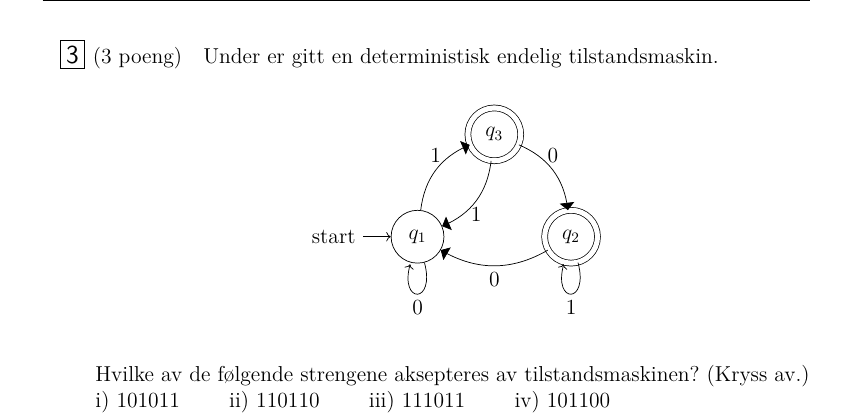 3 (3 poeng) Under er gitt en deterministisk endelig tilstandsmaskin.
q3
1
0
1
start
q1
q2
0
0
1
Hvilke av de følgende strengene aksepteres av tilstandsmaskinen? (Kryss av.)
i) 101011 ii) 110110 iii) 111011 iv) 101100